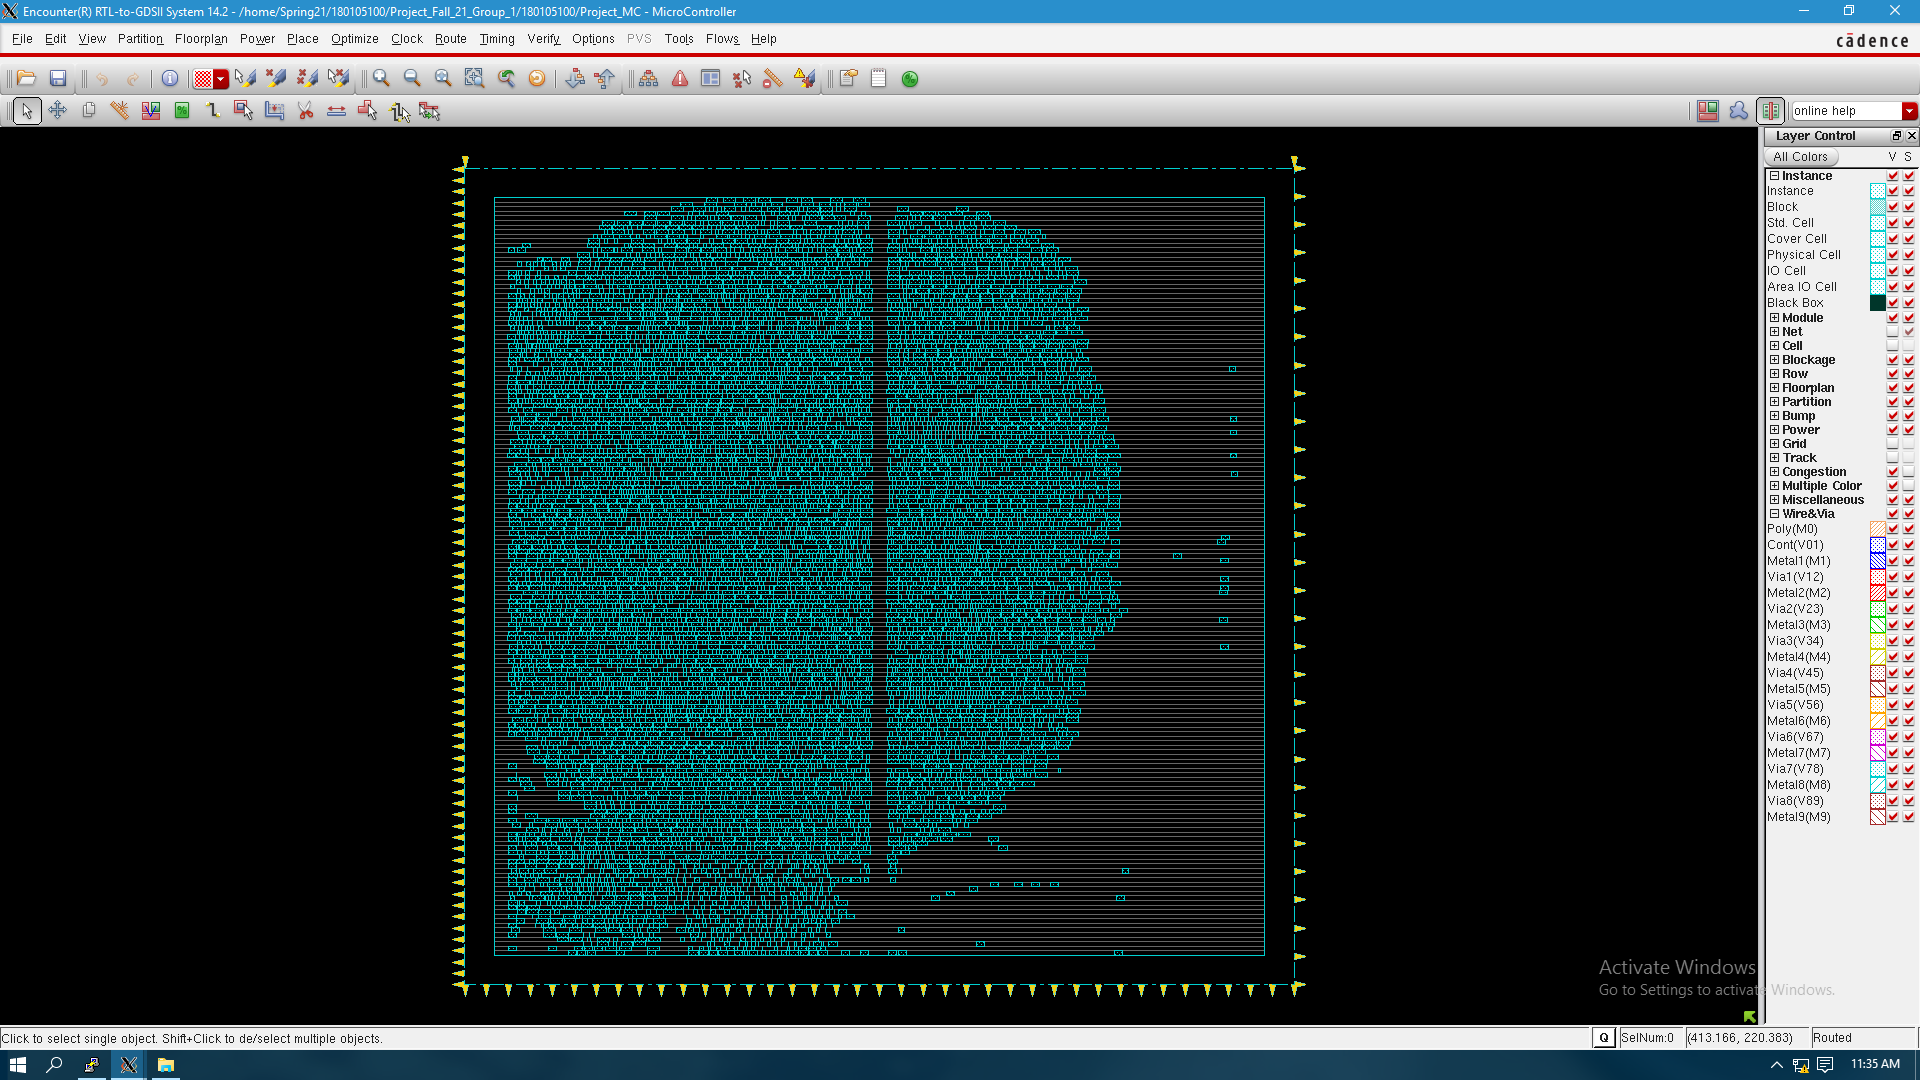 Encounter(R) RTL-to-GDSII System 14.2 - /home/Spring21/180105100/Project_Fall_21_Group_1/180105100/Project_MC - MicroController
File Edit View Partition Floorplan Power Place Optimize Clock Route Timing Verify Options PVS Tools Flows Help
cādence
online help
Layer Control
All Colors V S
Instance
Instance
Block
Std. Cell
Cover Cell
Physical Cell
IO Cell
Area IO Cell
Black Box
Module
Net
Cell
Blockage
Row
Floorplan
Partition
Bump
Power
Grid
Track
Congestion
Multiple Color
Miscellaneous
Wire&Via
Poly(M0)
Cont(V01)
Metal1(M1)
Via1(V12)
Metal2(M2)
Via2(V23)
Metal3(M3)
Via3(V34)
Metal4(M4)
Via4(V45)
Metal5(M5)
Via5(V56)
Metal6(M6)
Via6(V67)
Metal7(M7)
Via7(V78)
Metal8(M8)
Via8(V89)
Metal9(M9)
Activate Windows
Go to Settings to activate Windows.
Click to select single object. Shift+Click to de/select multiple objects.
Q SelNum:0 (413.166, 220.383) Routed
11:35 AM